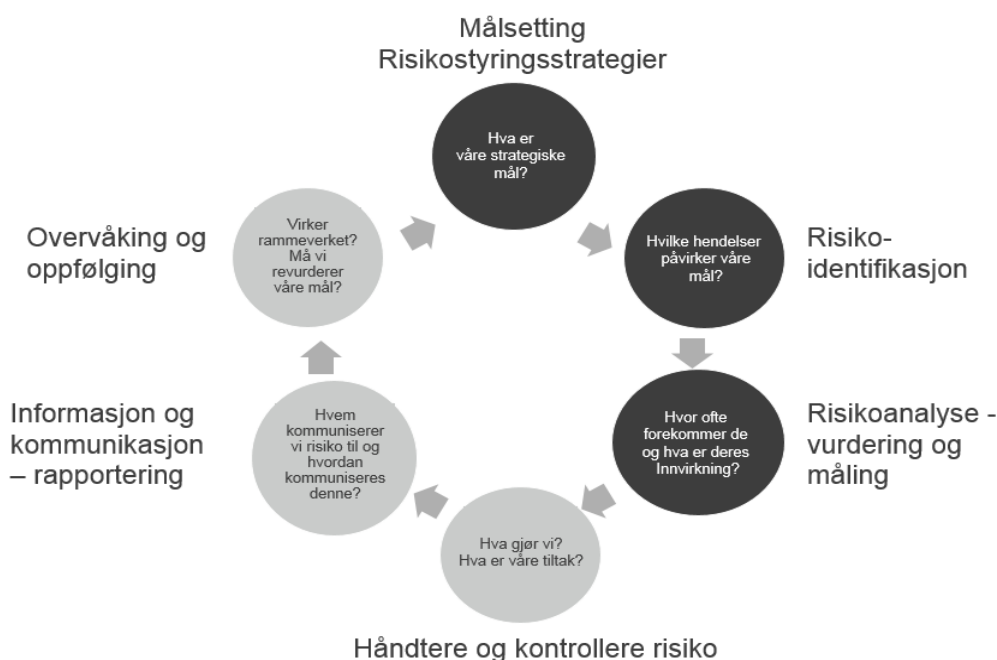 Målsetting
Risikostyringsstrategier
Hva er
våre strategiske
mål?
Hvilke hendelser
påvirker våre
mål?
Risiko-
identifikasjon
Hvor ofte
forekommer de
og hva er deres
Innvirkning?
Risikoanalyse -
vurdering og
måling
Hva gjør vi?
Hva er våre tiltak?
Håndtere og kontrollere risiko
Hvem
kommuniserer
vi risiko til og
hvordan
kommuniseres
denne?
Informasjon og
kommunikasjon
– rapportering
Virker
rammeverket?
Må vi
revurderer
våre mål?
Overvåking og
oppfølging